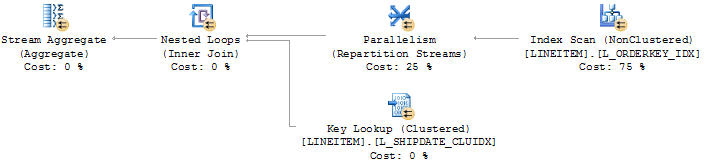 Stream Aggregate
(Aggregate)
Cost: 0 %
Nested Loops
(Inner Join)
Cost: 0 %
Parallelism
(Repartition Streams)
Cost: 25 %
Index Scan (NonClustered)
[LINEITEM].[L_ORDERKEY_IDX]
Cost: 75 %
Key Lookup (Clustered)
[LINEITEM].[L_SHIPDATE_CLUIDX]
Cost: 0 %